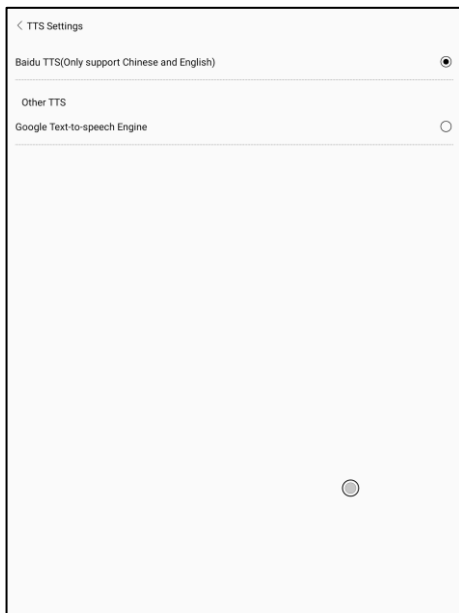 TTS Settings
Baidu TTS(Only support Chinese and English)
Other TTS
Google Text-to-speech Engine